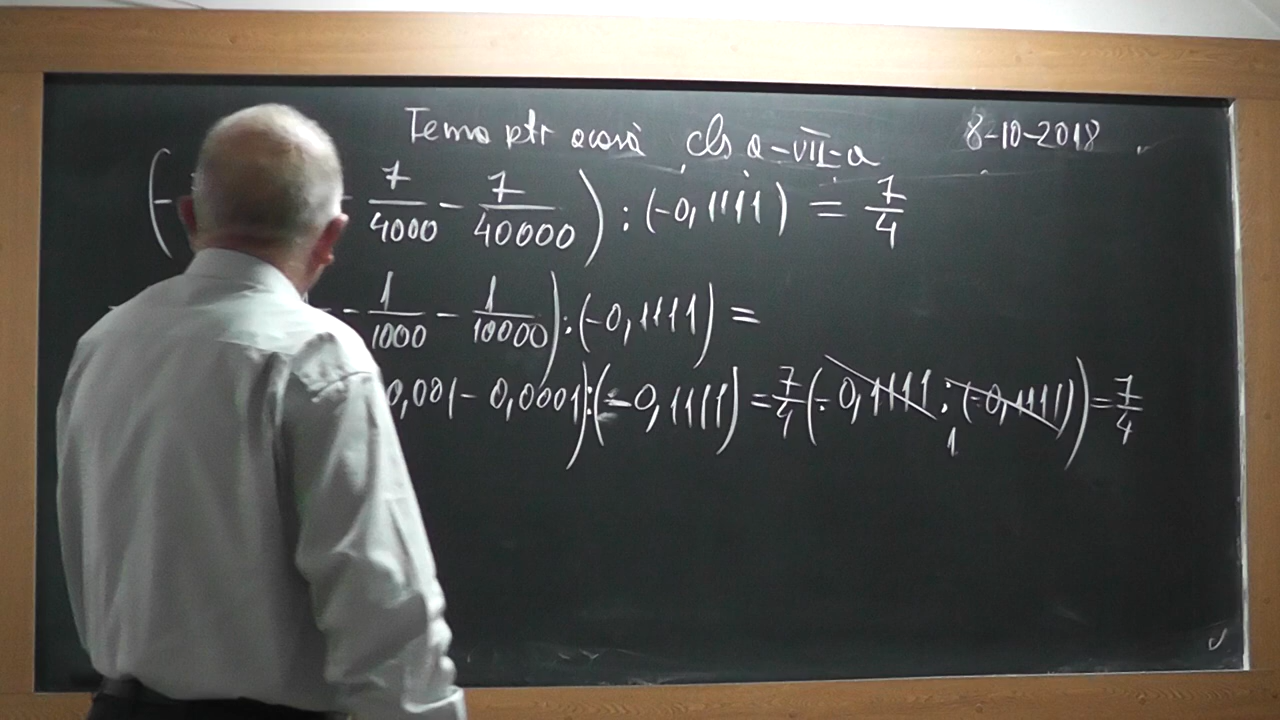 Tema ptr acasă cls a-VII-a 8-10-2018
(- - 7/4000 - 7/40000) : (-0,1111) = 7/4
- 1/1000 - 1/10000) : (-0,1111) =
0,001 - 0,0001) : (-0,1111) = 7/4 (-0,1111 : (-0,1111)) = 7/4
1